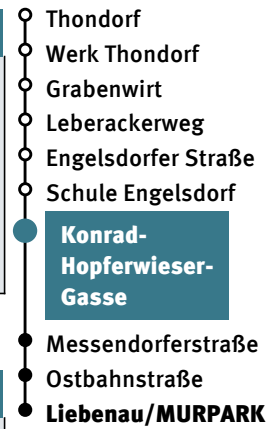 Thondorf
Werk Thondorf
Grabenwirt
Leberackerweg
Engelsdorfer Straße
Schule Engelsdorf
Konrad-
Hopferwieser-
Gasse
Messendorferstraße
Ostbahnstraße
Liebenau/MURPARK